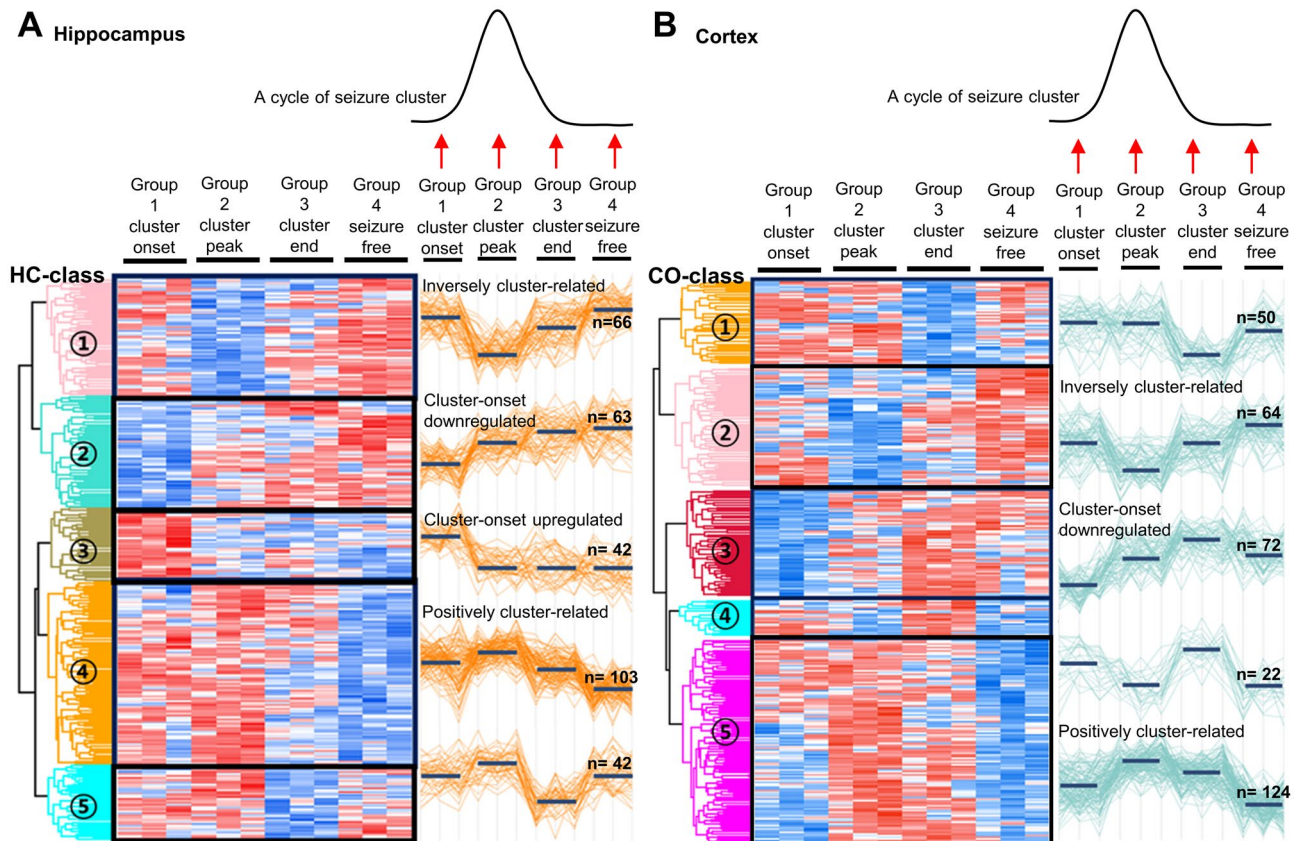 A Hippocampus
A cycle of seizure cluster
Group 1 cluster onset
Group 2 cluster peak
Group 3 cluster end
Group 4 seizure free
Group 1 cluster onset
Group 2 cluster peak
Group 3 cluster end
Group 4 seizure free
HC-class
①
Inversely cluster-related
n=66
②
Cluster-onset
downregulated
n= 63
③
Cluster-onset upregulated
n= 42
④
Positively cluster-related
n= 103
⑤
n= 42
B Cortex
A cycle of seizure cluster
Group 1 cluster onset
Group 2 cluster peak
Group 3 cluster end
Group 4 seizure free
Group 1 cluster onset
Group 2 cluster peak
Group 3 cluster end
Group 4 seizure free
CO-class
①
n=50
②
Inversely cluster-related
n= 64
③
Cluster-onset
downregulated
n= 72
④
n= 22
⑤
Positively cluster-related
n= 124